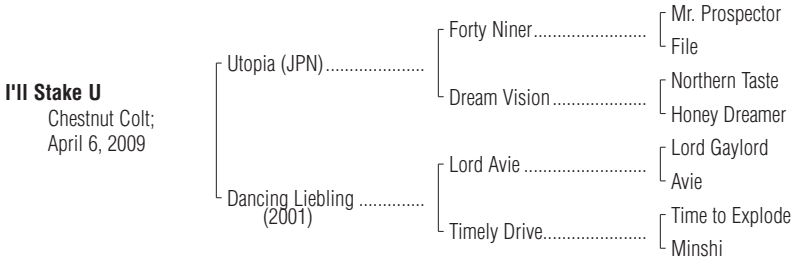 Mr. Prospector
Forty Niner........................
File
Utopia (JPN).....................
Northern Taste
Dream Vision....................
Honey Dreamer
I'll Stake U
Chestnut Colt;
April 6, 2009
Lord Gaylord
Lord Avie ..........................
Avie
Dancing Liebling ..............
(2001)
Time to Explode
Timely Drive......................
Minshi